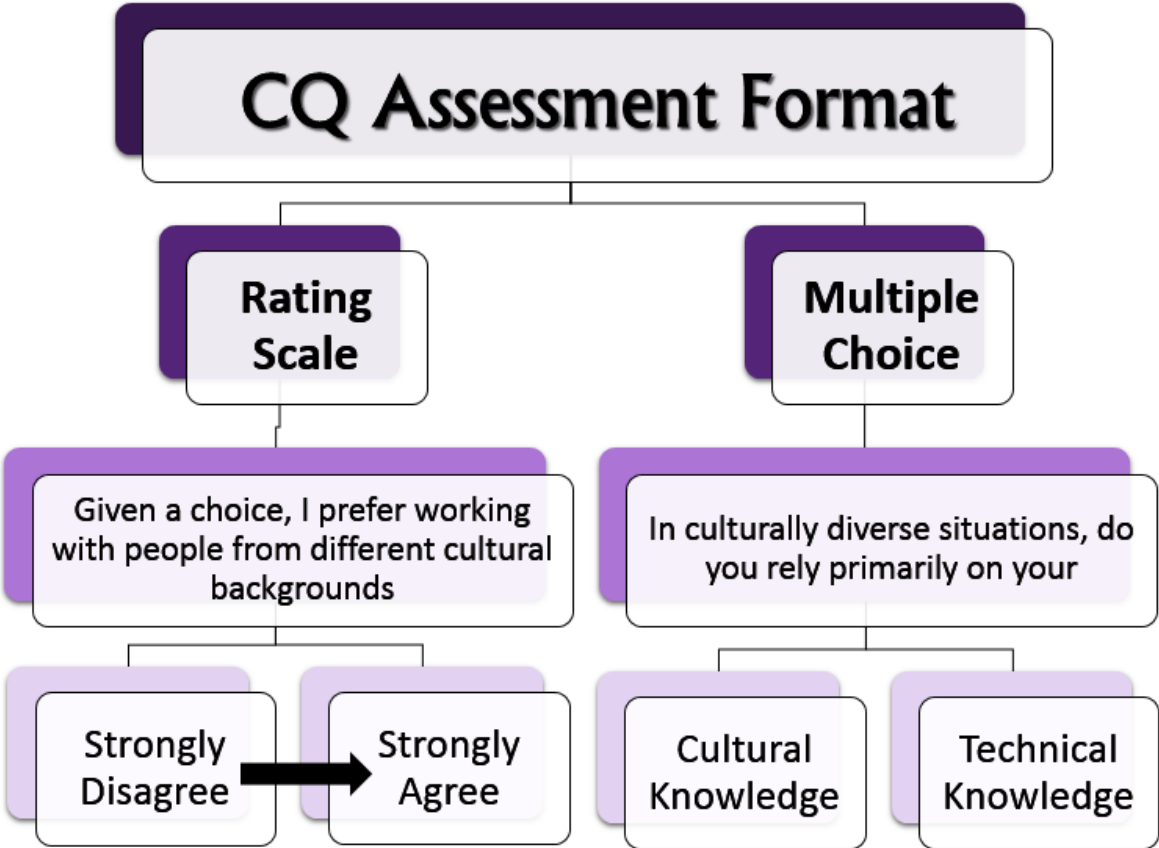 CQ Assessment Format
Rating
Scale
Multiple
Choice
Given a choice, I prefer working
with people from different cultural
backgrounds
In culturally diverse situations, do
you rely primarily on your
Strongly
Disagree
Strongly
Agree
Cultural
Knowledge
Technical
Knowledge